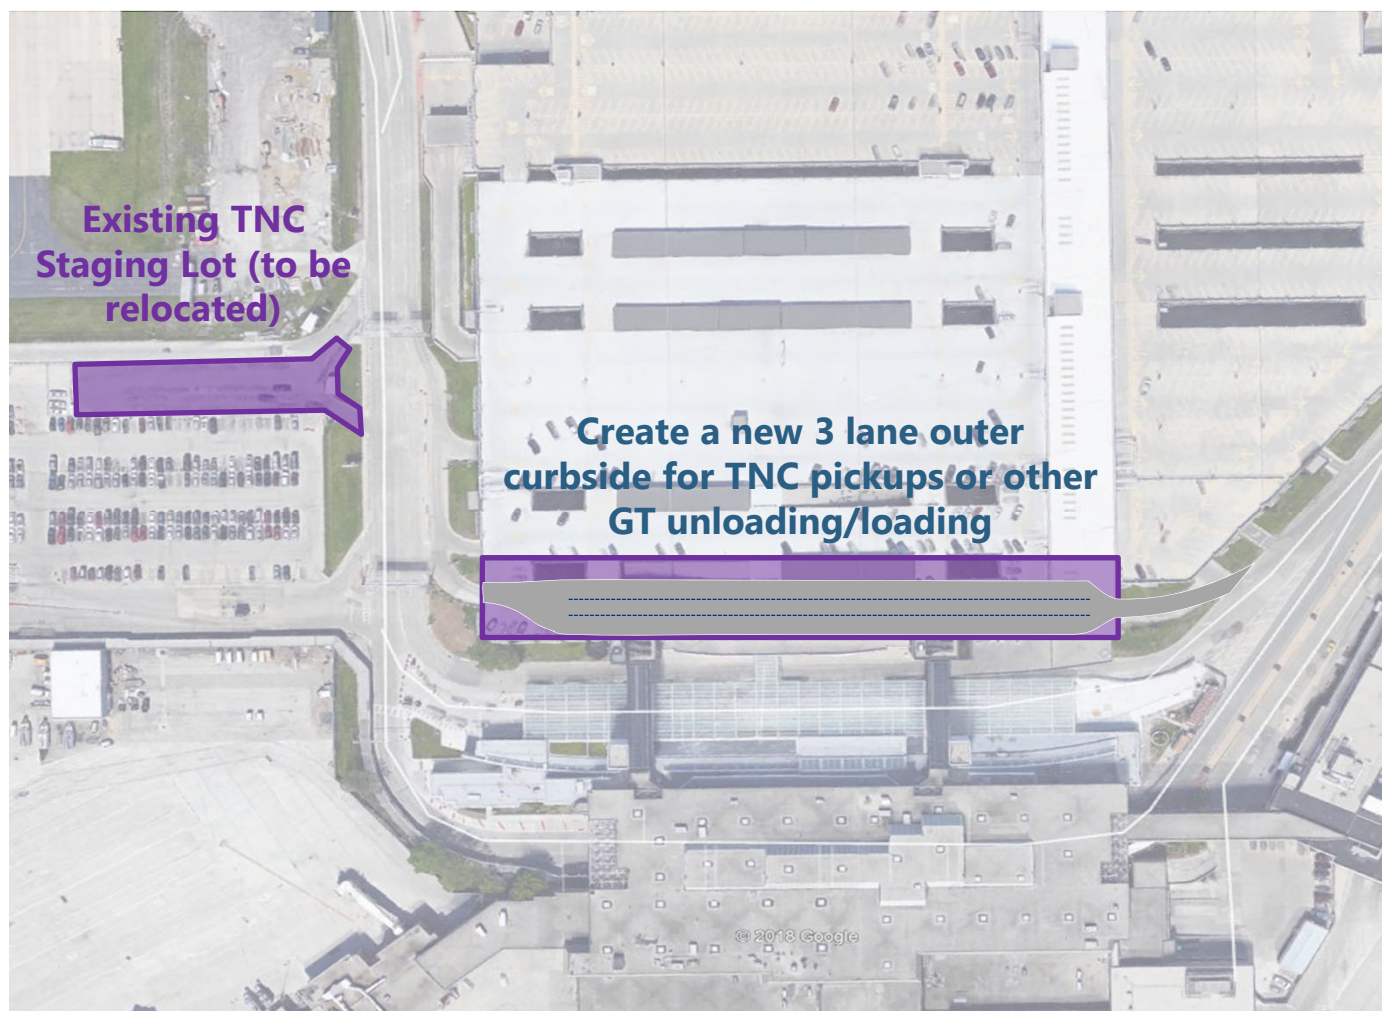 Existing TNC
Staging Lot (to be
relocated)
Create a new 3 lane outer
curbside for TNC pickups or other
GT unloading/loading
© 2018 Google